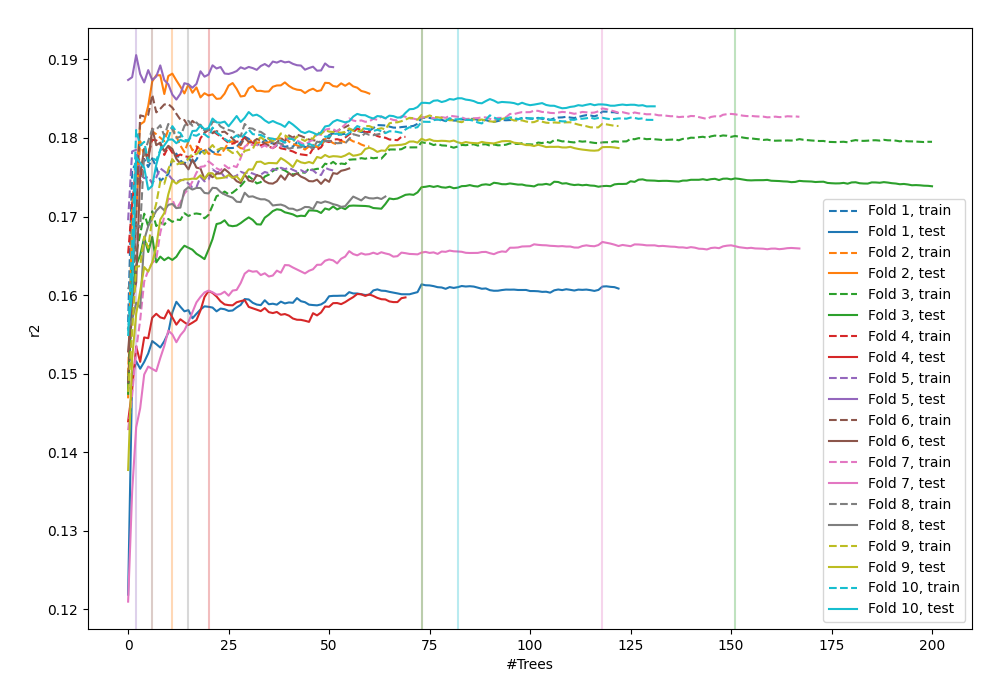 0.19
0.18
0.17
0.16
0.15
0.14
0.13
0.12
r2
0
25
50
75
100
125
150
175
200
#Trees
Fold 1, train
Fold 1, test
Fold 2, train
Fold 2, test
Fold 3, train
Fold 3, test
Fold 4, train
Fold 4, test
Fold 5, train
Fold 5, test
Fold 6, train
Fold 6, test
Fold 7, train
Fold 7, test
Fold 8, train
Fold 8, test
Fold 9, train
Fold 9, test
Fold 10, train
Fold 10, test